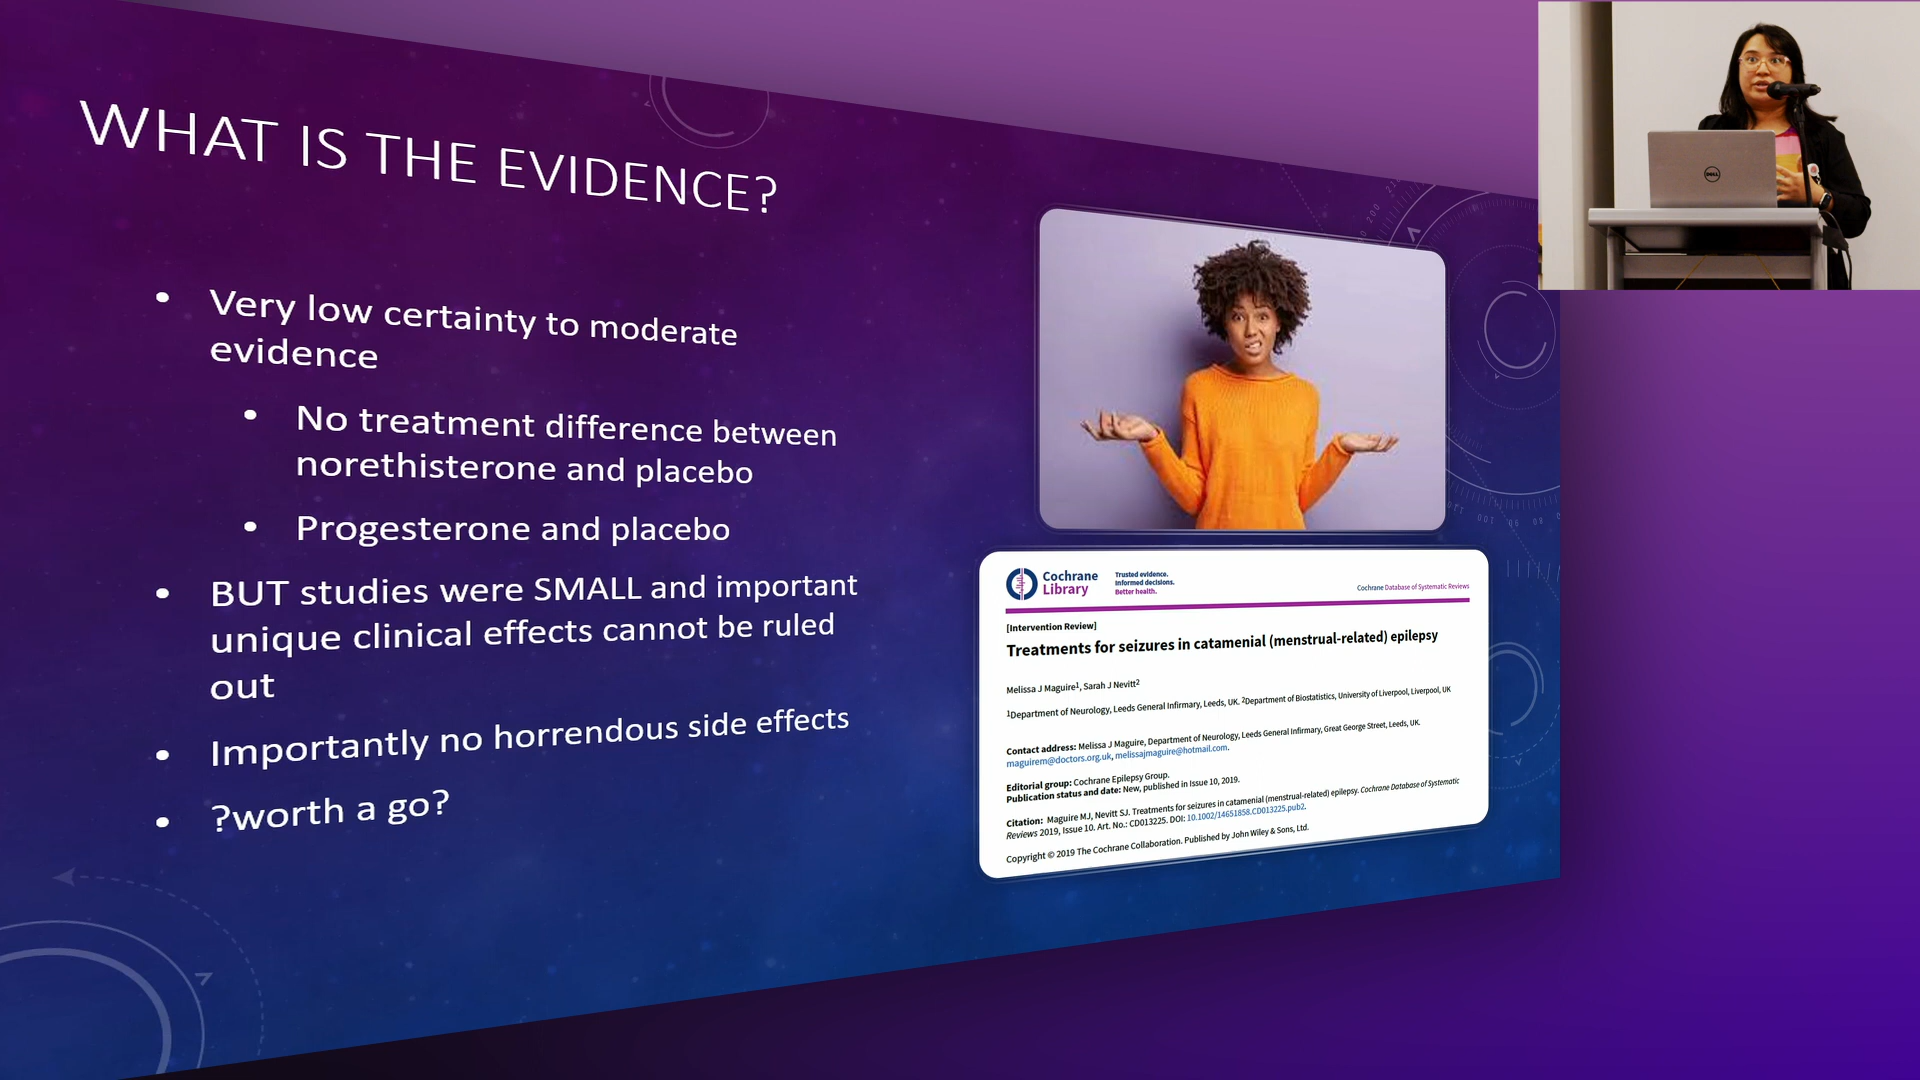 WHAT IS THE EVIDENCE?
• Very low certainty to moderate
evidence
• No treatment difference between
norethisterone and placebo
• Progesterone and placebo
• BUT studies were SMALL and important
unique clinical effects cannot be ruled
out
• Importantly no horrendous side effects
• ?worth a go?
Cochrane
Library
Trusted evidence.
Informed decisions.
Better health.
Cochrane Database of Systematic Reviews
[Intervention Review]
Treatments for seizures in catamenial (menstrual-related) epilepsy
Melissa J Maguire1, Sarah J Nevitt2
1Department of Neurology, Leeds General Infirmary, Leeds, UK. 2Department of Biostatistics, University of Liverpool, Liverpool, UK
Contact address: Melissa J Maguire, Department of Neurology, Leeds General Infirmary, Great George Street, Leeds, UK.
maguirem@doctors.org.uk, melissajmaguire@hotmail.com.
Editorial group: Cochrane Epilepsy Group.
Publication status and date: New, published in Issue 10, 2019.
Citation: Maguire MJ, Nevitt SJ. Treatments for seizures in catamenial (menstrual-related) epilepsy. Cochrane Database of Systematic
Reviews 2019, Issue 10. Art. No.: CD013225. DOI: 10.1002/14651858.CD013225.pub2.
Copyright © 2019 The Cochrane Collaboration. Published by John Wiley & Sons, Ltd.
DELL